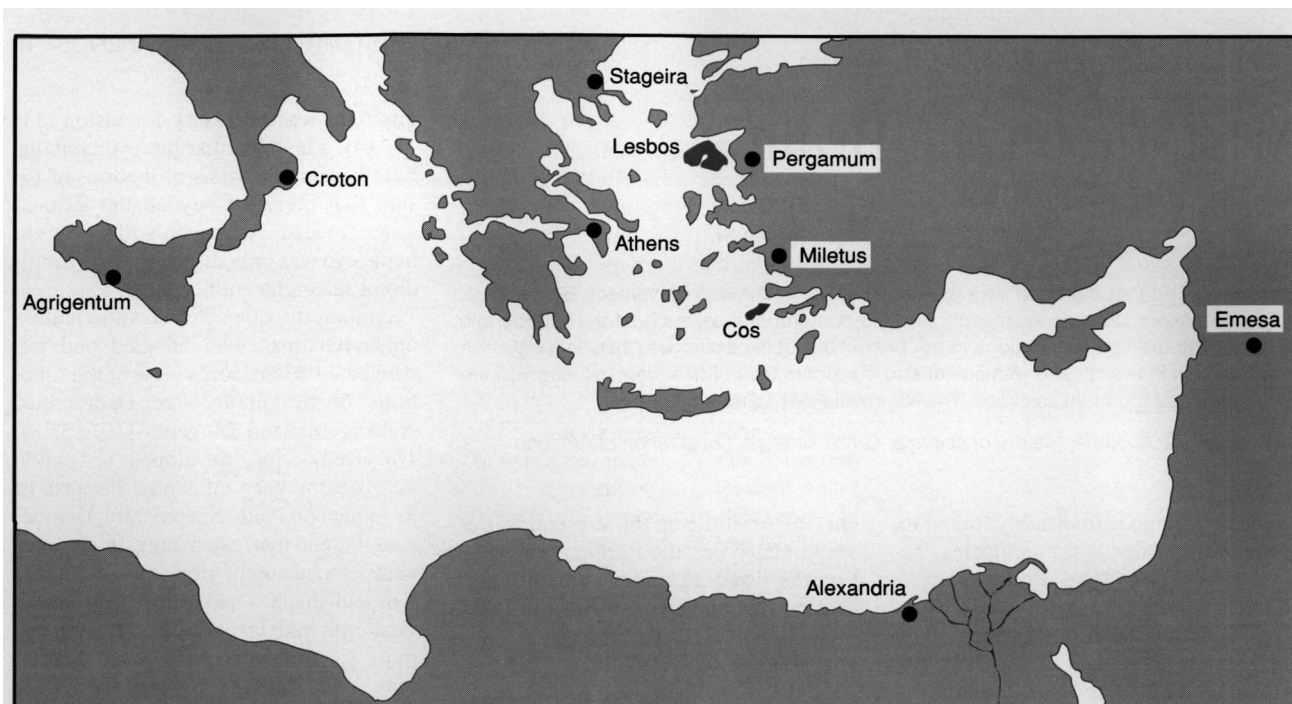 Stageira
Lesbos
Pergamum
Croton
Athens
Miletus
Agrigentum
Cos
Emesa
Alexandria